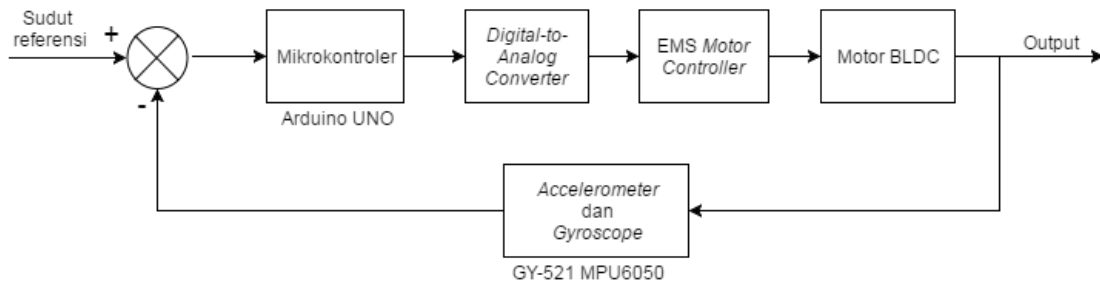 Sudut
referensi
+
-
Mikrokontroler
Arduino UNO
Digital-to-
Analog
Converter
EMS Motor
Controller
Motor BLDC
Output
Accelerometer
dan
Gyroscope
GY-521 MPU6050